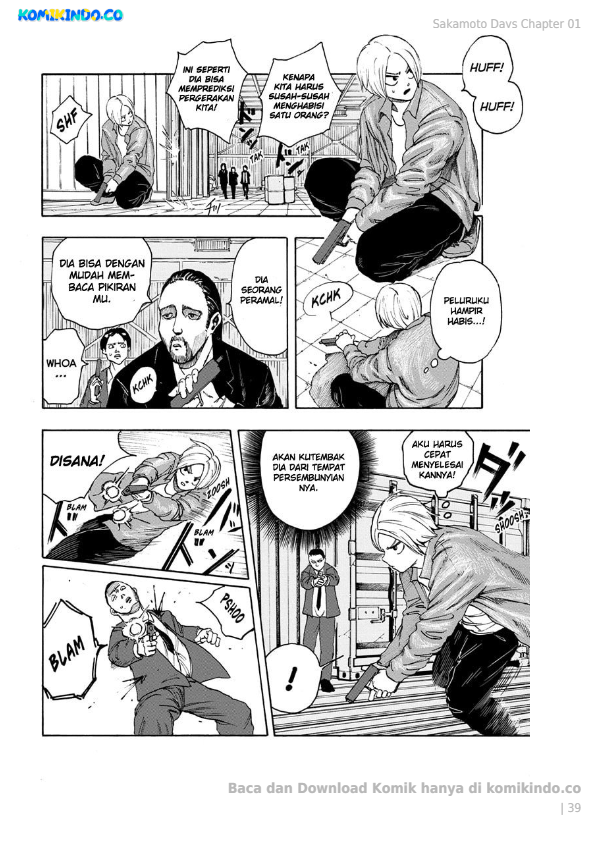 KOMIKINDO.CO
Sakamoto Days Chapter 01
HUFF!
HUFF!
KENAPA
KITA HARUS
SUSAH-SUSAH
MENGHABISI
SATU ORANG?
INI SEPERTI
DIA BISA
MEMPREDIKSI
PERGERAKAN
KITA!
SHF
TAK
TAK
PELURUKU
HAMPIR
HABIS...!
KCHK
DIA
SEORANG
PERAMAL!
DIA BISA DENGAN
MUDAH MEM-
BACA PIKIRAN
MU.
KCHK
WHOA
...
AKU HARUS
CEPAT
MENYELESAI
KANNYA!
SHOOSH
AKAN KUTEMBAK
DIA DARI TEMPAT
PERSEMBUNYIAN
NYA.
!
DISANA!
ZOOSH
BLAM
BLAM
PSHOO
BLAM
Baca dan Download Komik hanya di komikindo.co
| 39